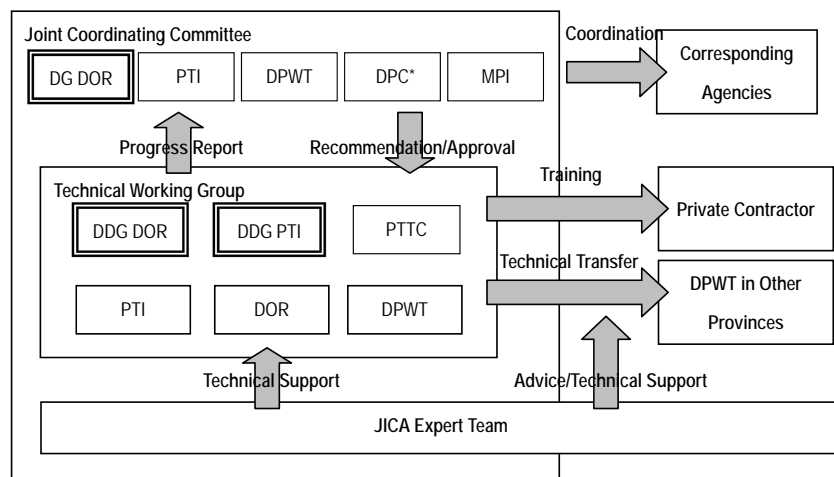 Joint Coordinating Committee
DG DOR
PTI
DPWT
DPC*
MPI
Coordination
Corresponding
Agencies
Progress Report
Recommendation/Approval
Technical Working Group
DDG DOR
DDG PTI
PTTC
PTI
DOR
DPWT
Training
Private Contractor
Technical Transfer
DPWT in Other
Provinces
Technical Support
Advice/Technical Support
JICA Expert Team